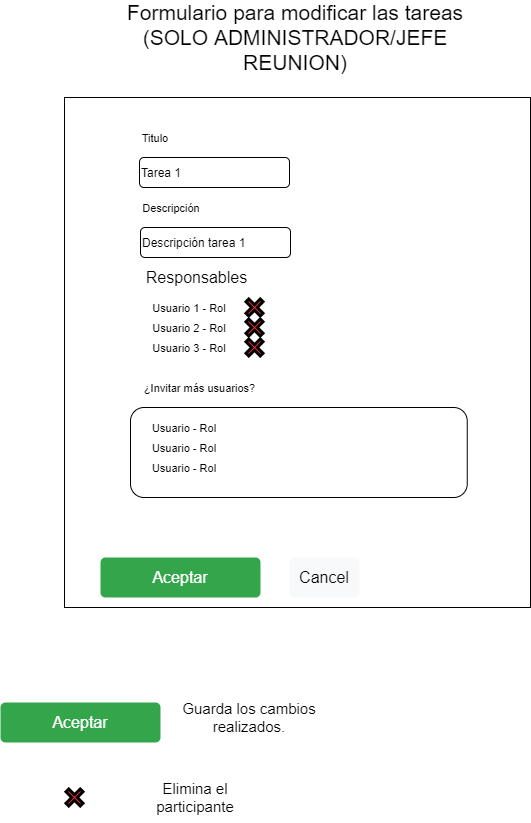 Formulario para modificar las tareas
(SOLO ADMINISTRADOR/JEFE
REUNION)
Titulo
Tarea 1
Descripción
Descripción tarea 1
Responsables
Usuario 1 - Rol
Usuario 2 - Rol
Usuario 3 - Rol
¿Invitar más usuarios?
Usuario - Rol
Usuario - Rol
Usuario - Rol
Aceptar
Cancel
Aceptar
Guarda los cambios
realizados.
Elimina el
participante